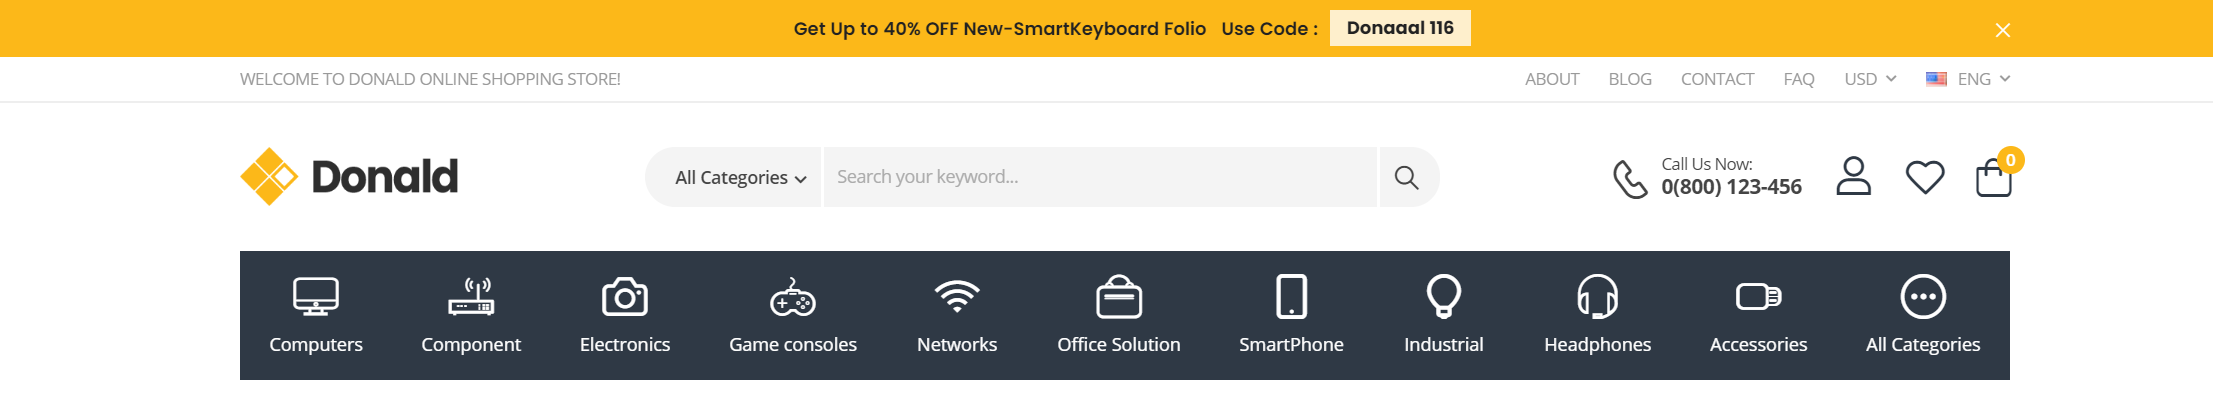 Get Up to 40% OFF New-SmartKeyboard Folio Use Code : Donaaal 116
WELCOME TO DONALD ONLINE SHOPPING STORE! ABOUT BLOG CONTACT FAQ USD ENG
Donald All Categories Search your keyword... Call Us Now: 0
0(800) 123-456
Computers Component Electronics Game consoles Networks Office Solution SmartPhone Industrial Headphones Accessories All Categories